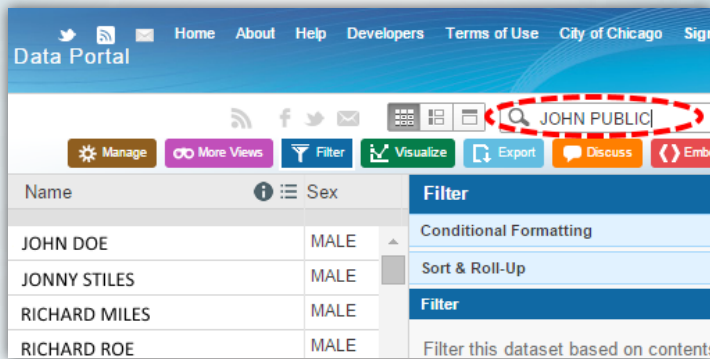 Home About Help Developers Terms of Use City of Chicago Sign
Data Portal
JOHN PUBLIC
Manage More Views Filter Visualize Export Discuss Embe
Name Sex Filter
Conditional Formatting
JOHN DOE MALE
Sort & Roll-Up
JONNY STILES MALE
Filter
RICHARD MILES MALE
RICHARD ROE MALE
Filter this dataset based on contents